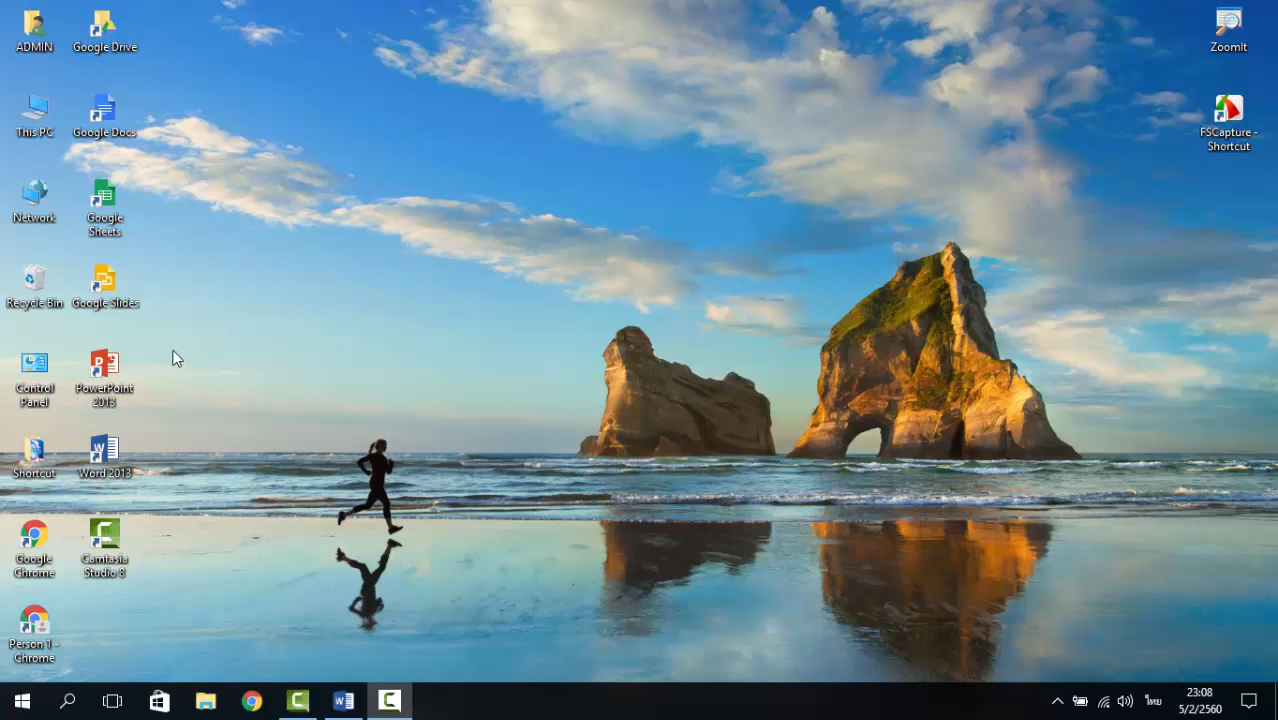 ADMIN
Google Drive
This PC
Google Docs
Network
Google
Sheets
Recycle Bin
Google Slides
Control
Panel
PowerPoint
2013
Shortcut
Word 2013
Google
Chrome
Camtasia
Studio 8
Person 1 -
Chrome
ZoomIt
FSCapture -
Shortcut
ไทย
23:08
5/2/2560